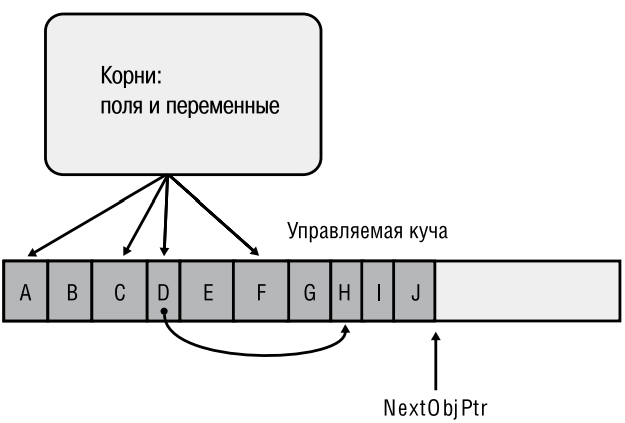 Корни:
поля и переменные
Управляемая куча
A B C D E F G H I J
NextObjPtr